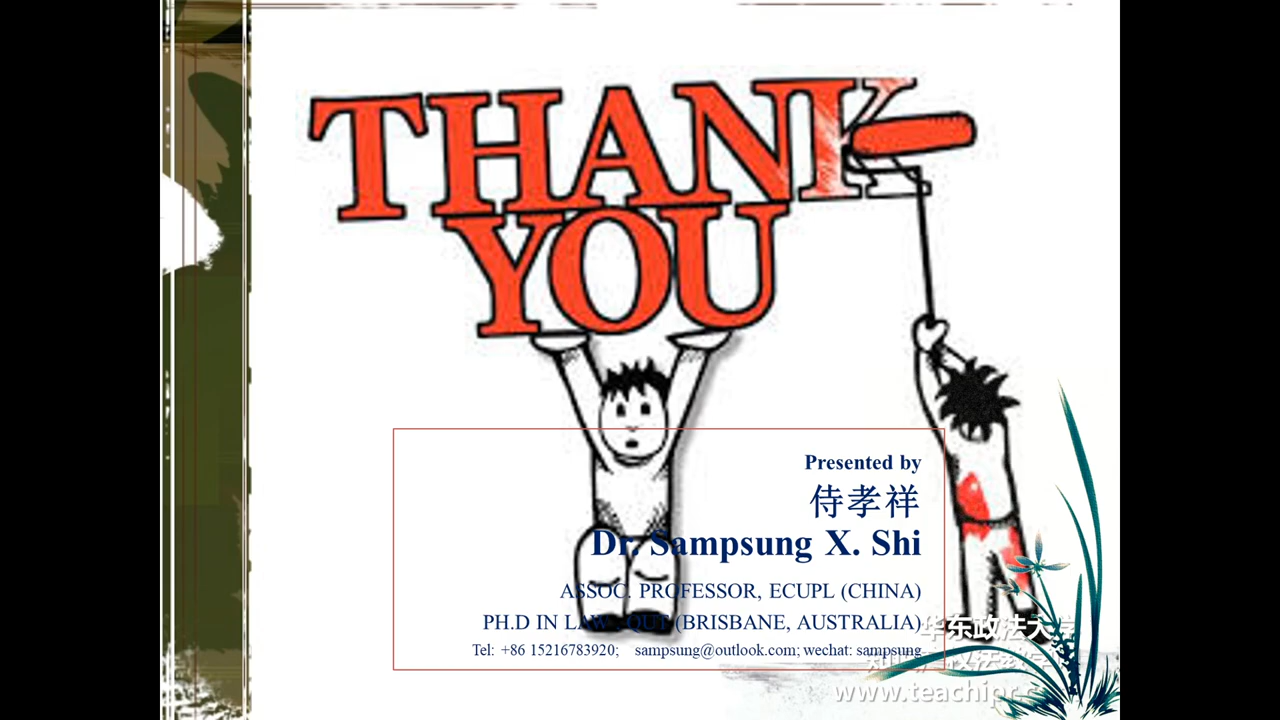 THANK
YOU
Presented by
侍孝祥
Dr. Sampsung X. Shi
ASSOC. PROFESSOR, ECUPL (CHINA)
PH.D IN LAW, QUT (BRISBANE, AUSTRALIA)
Tel: +86 15216783920; sampsung@outlook.com; wechat: sampsung
华东政法大学
www.teachipr.c